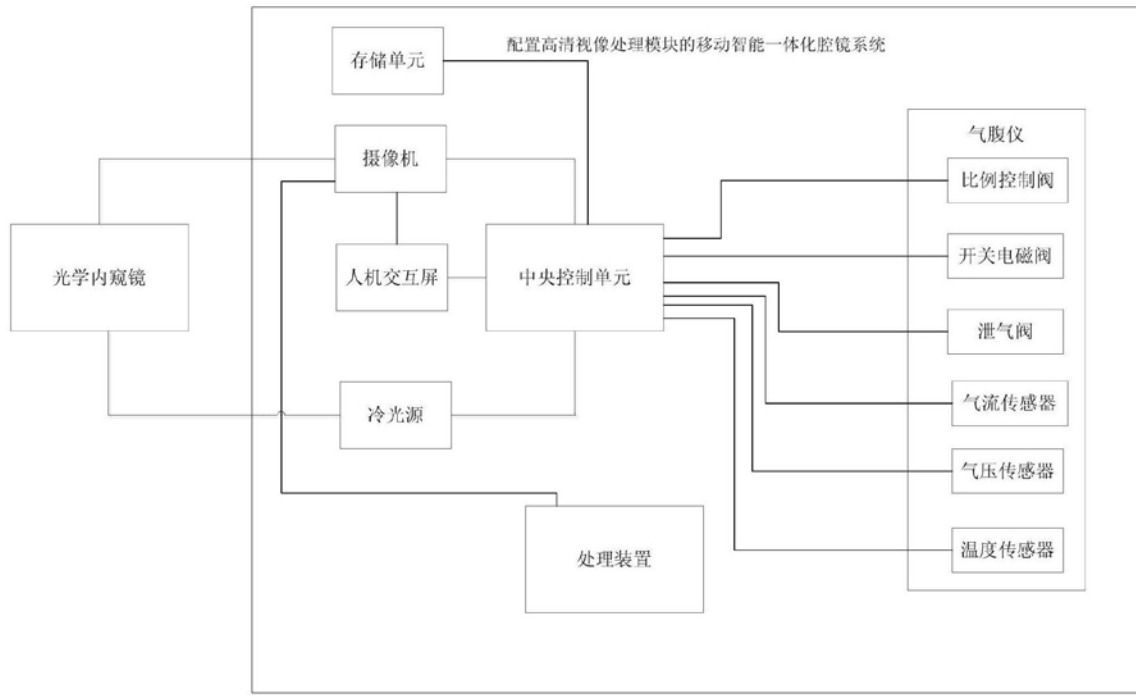 配置高清视像处理模块的移动智能一体化腔镜系统
存储单元
摄像机
光学内窥镜
人机交互屏
中央控制单元
冷光源
处理装置
气腹仪
比例控制阀
开关电磁阀
泄气阀
气流传感器
气压传感器
温度传感器